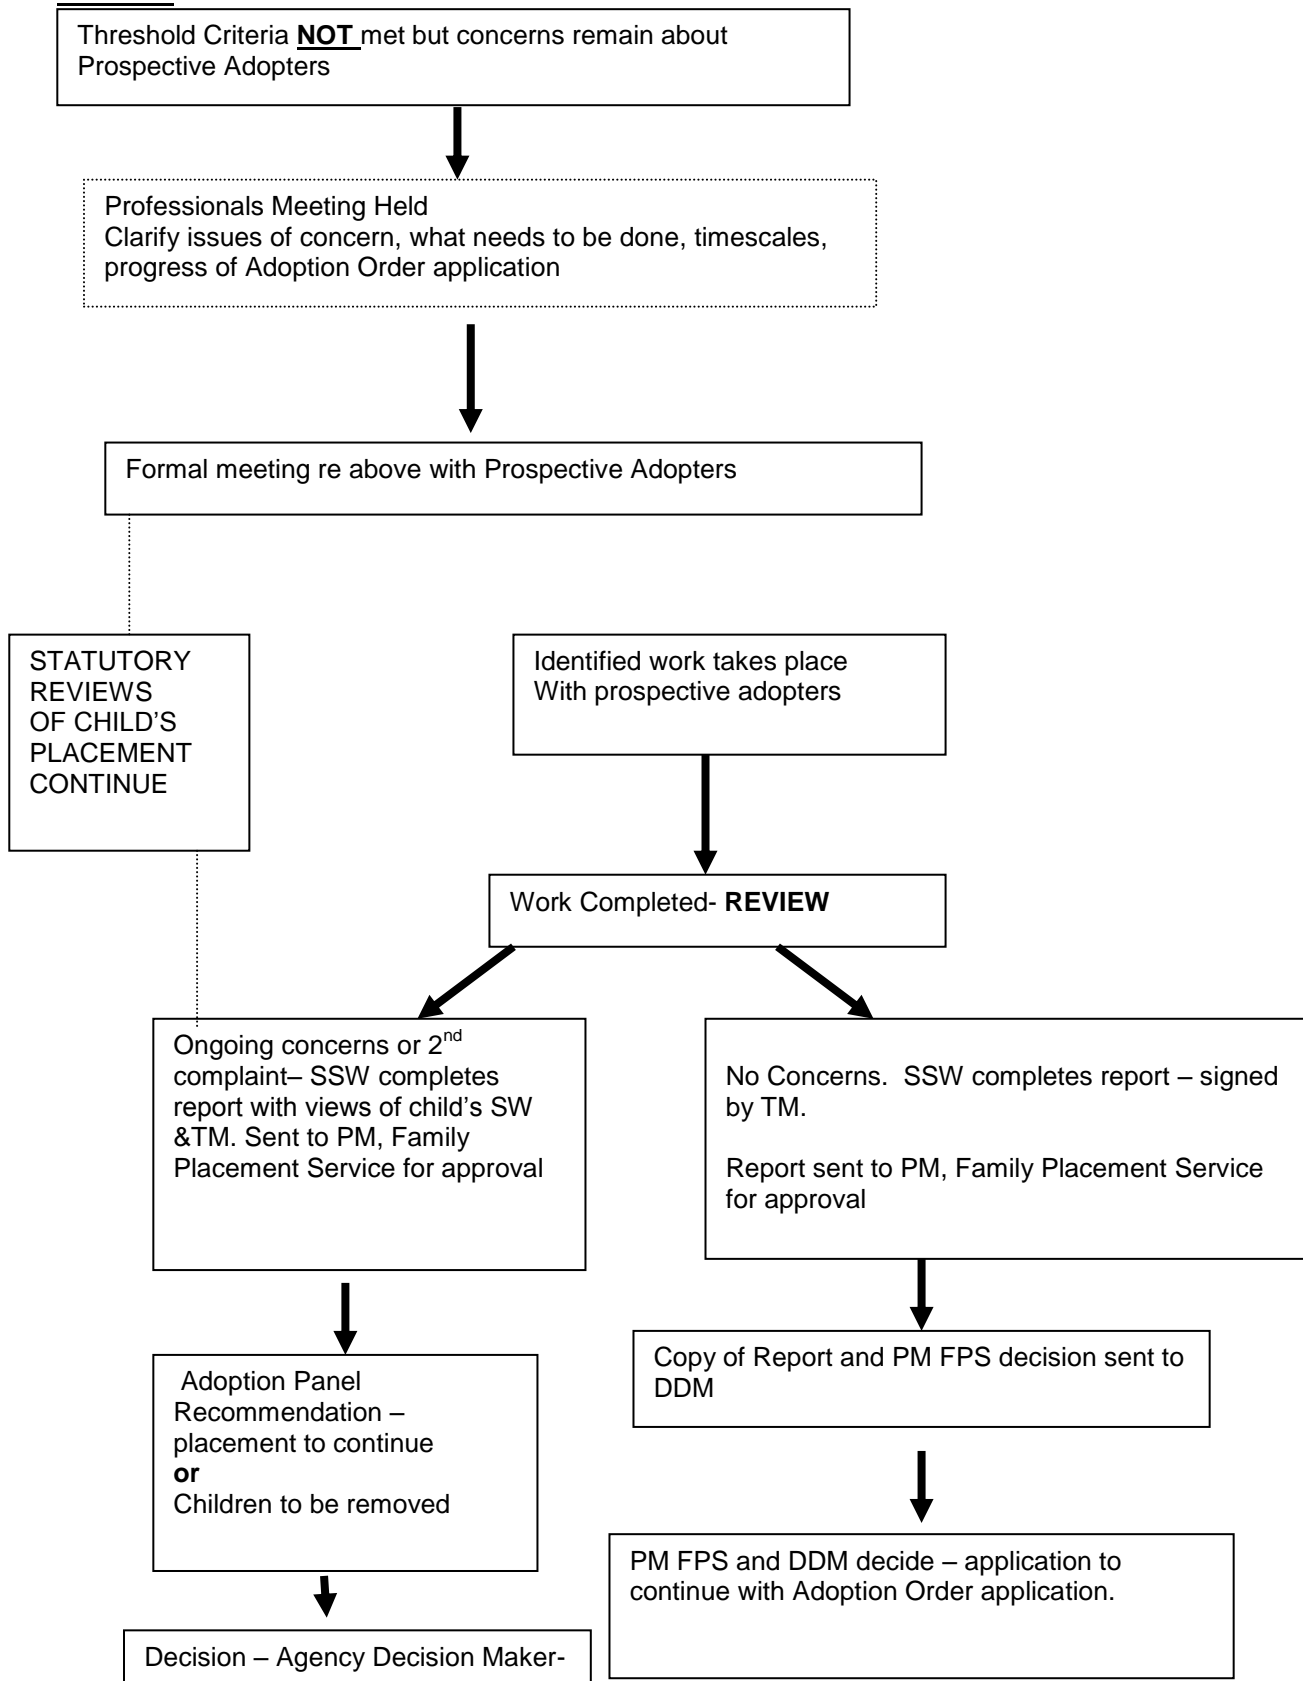 Threshold Criteria NOT met but concerns remain about
Prospective Adopters
Professionals Meeting Held
Clarify issues of concern, what needs to be done, timescales,
progress of Adoption Order application
Formal meeting re above with Prospective Adopters
STATUTORY
REVIEWS
OF CHILD'S
PLACEMENT
CONTINUE
Identified work takes place
With prospective adopters
Work Completed- REVIEW
Ongoing concerns or 2nd
complaint– SSW completes
report with views of child's SW
&TM. Sent to PM, Family
Placement Service for approval
No Concerns.  SSW completes report – signed
by TM.
Report sent to PM, Family Placement Service
for approval
Adoption Panel
Recommendation –
placement to continue
or
Children to be removed
Copy of Report and PM FPS decision sent to
DDM
PM FPS and DDM decide – application to
continue with Adoption Order application.
Decision – Agency Decision Maker-